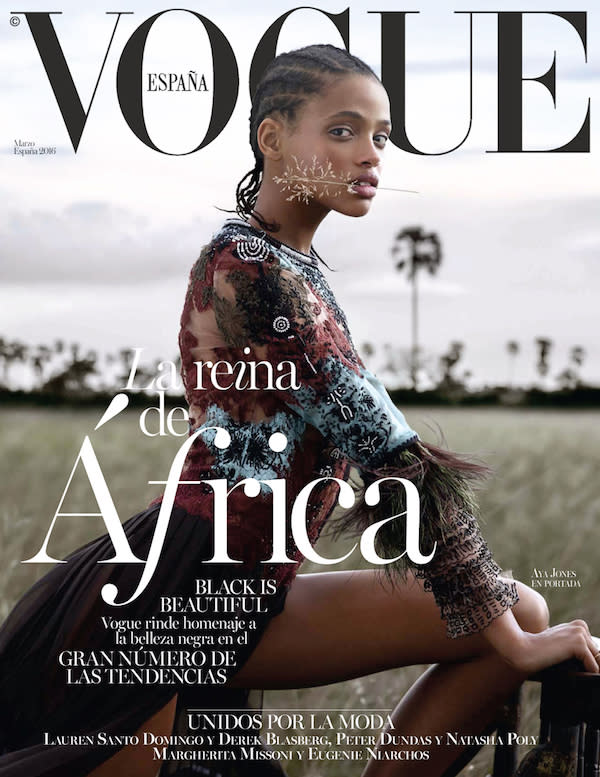 ©
VOGUE
ESPAÑA
Marzo
España 2016
La reina
de
África
BLACK IS
BEAUTIFUL
Vogue rinde homenaje a
la belleza negra en el
GRAN NÚMERO DE
LAS TENDENCIAS
AYA JONES
EN PORTADA
UNIDOS POR LA MODA
LAUREN SANTO DOMINGO Y DEREK BLASBERG, PETER DUNDAS Y NATASHA POLY
MARGHERITA MISSONI Y EUGENIE NIARCHOS